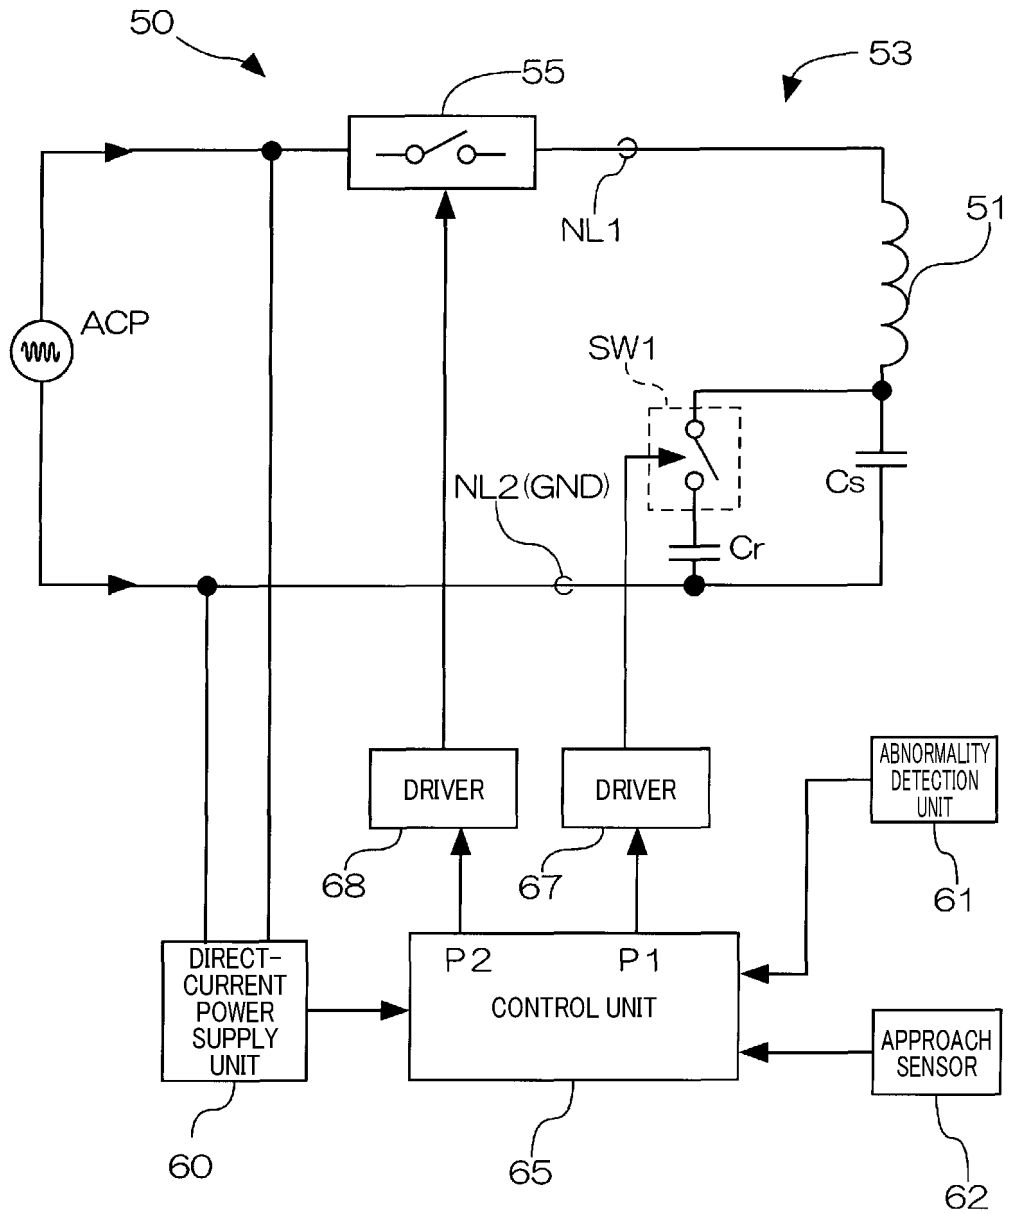 50
53
55
NL1
51
ACP
SW1
NL2(GND)
Cs
Cr
DRIVER
DRIVER
ABNORMALITY
DETECTION
UNIT
68
67
61
P2
P1
DIRECT-
CURRENT
POWER
SUPPLY
UNIT
CONTROL UNIT
APPROACH
SENSOR
60
65
62